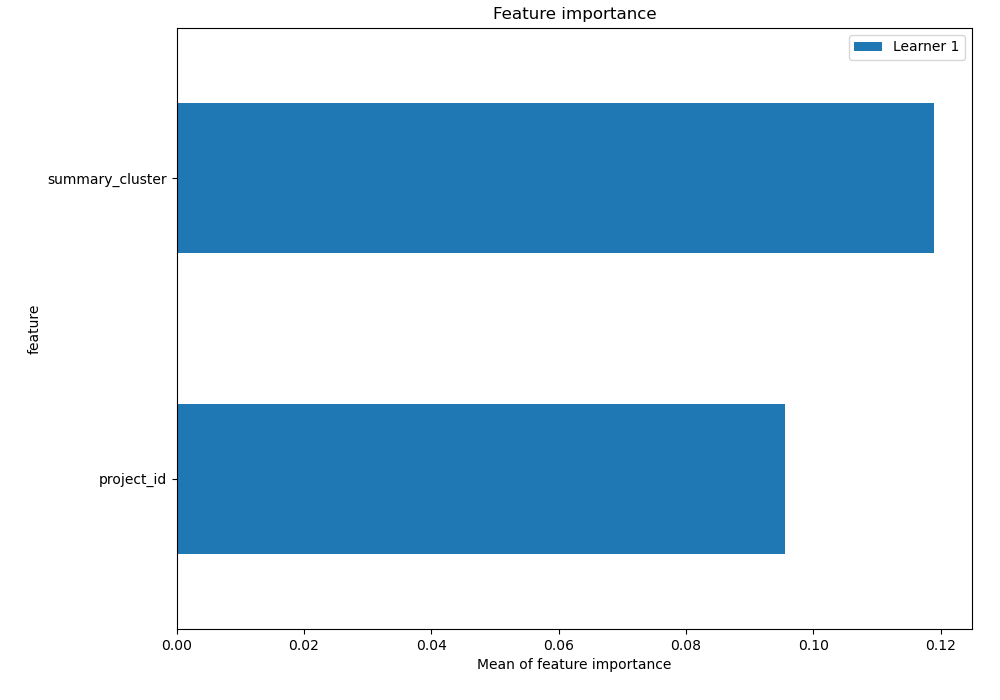 Feature importance
Learner 1
summary_cluster
feature
project_id
0.00 0.02 0.04 0.06 0.08 0.10 0.12
Mean of feature importance